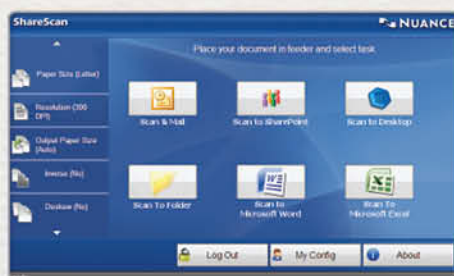 ShareScan
NUANCE
Place your document in feeder and select task
Paper Size (Letter)
Resolution (200
DPI)
Output Paper Size
(Auto)
Inverse (No)
Deskew (No)
Scan & Mail
Scan to SharePoint
Scan to Desktop
Scan To Folder
Scan to
Microsoft Word
Scan To
Microsoft Excel
Log Out
My Config
About